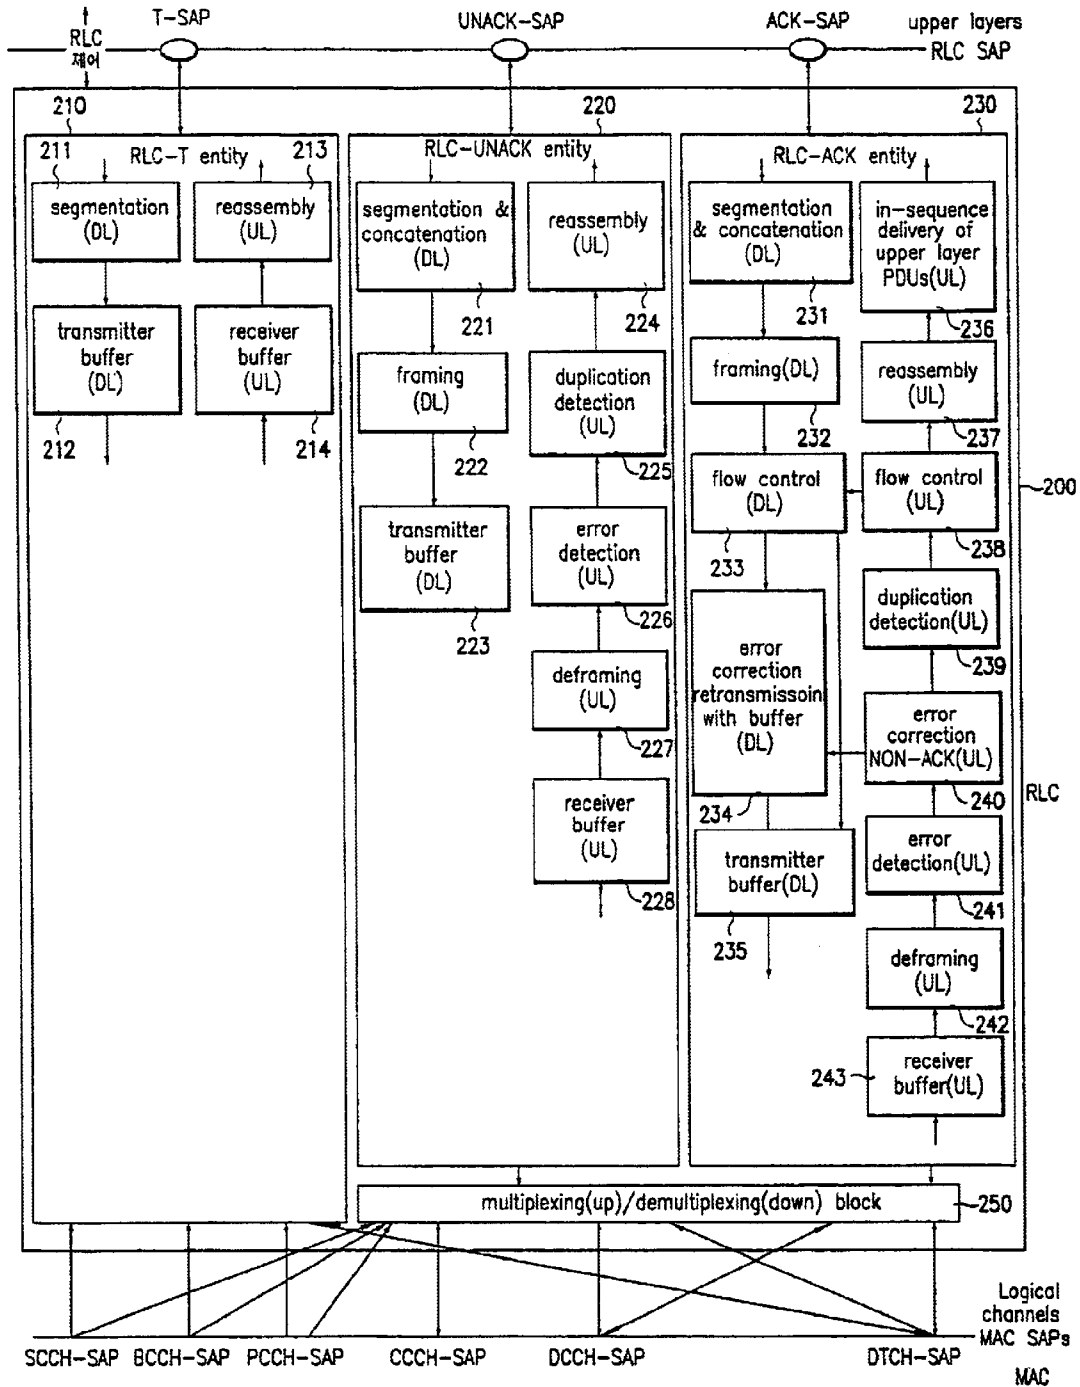 T-SAP
UNACK-SAP
ACK-SAP
upper layers
RLC
제어
RLC SAP
210
220
230
RLC-T entity
RLC-UNACK entity
RLC-ACK entity
211
213
segmentation
(DL)
reassembly
(UL)
transmitter
buffer
(DL)
receiver
buffer
(UL)
212
214
segmentation &
concatenation
(DL)
221
reassembly
(UL)
224
framing
(DL)
222
duplication
detection
(UL)
225
transmitter
buffer
(DL)
223
error
detection
(UL)
226
deframing
(UL)
227
receiver
buffer
(UL)
228
segmentation
& concatenation
(DL)
231
in-sequence
delivery of
upper layer
PDUs(UL)
236
framing(DL)
232
reassembly
(UL)
237
flow control
(DL)
233
flow control
(UL)
238
200
duplication
detection(UL)
239
error
correction
retransmissoin
with buffer
(DL)
234
error
correction
NON-ACK(UL)
240
RLC
transmitter
buffer(DL)
235
error
detection(UL)
241
deframing
(UL)
242
243
receiver
buffer(UL)
multiplexing(up)/demultiplexing(down) block
250
Logical
channels
MAC SAPs
SCCH-SAP
BCCH-SAP
PCCH-SAP
CCCH-SAP
DCCH-SAP
DTCH-SAP
MAC